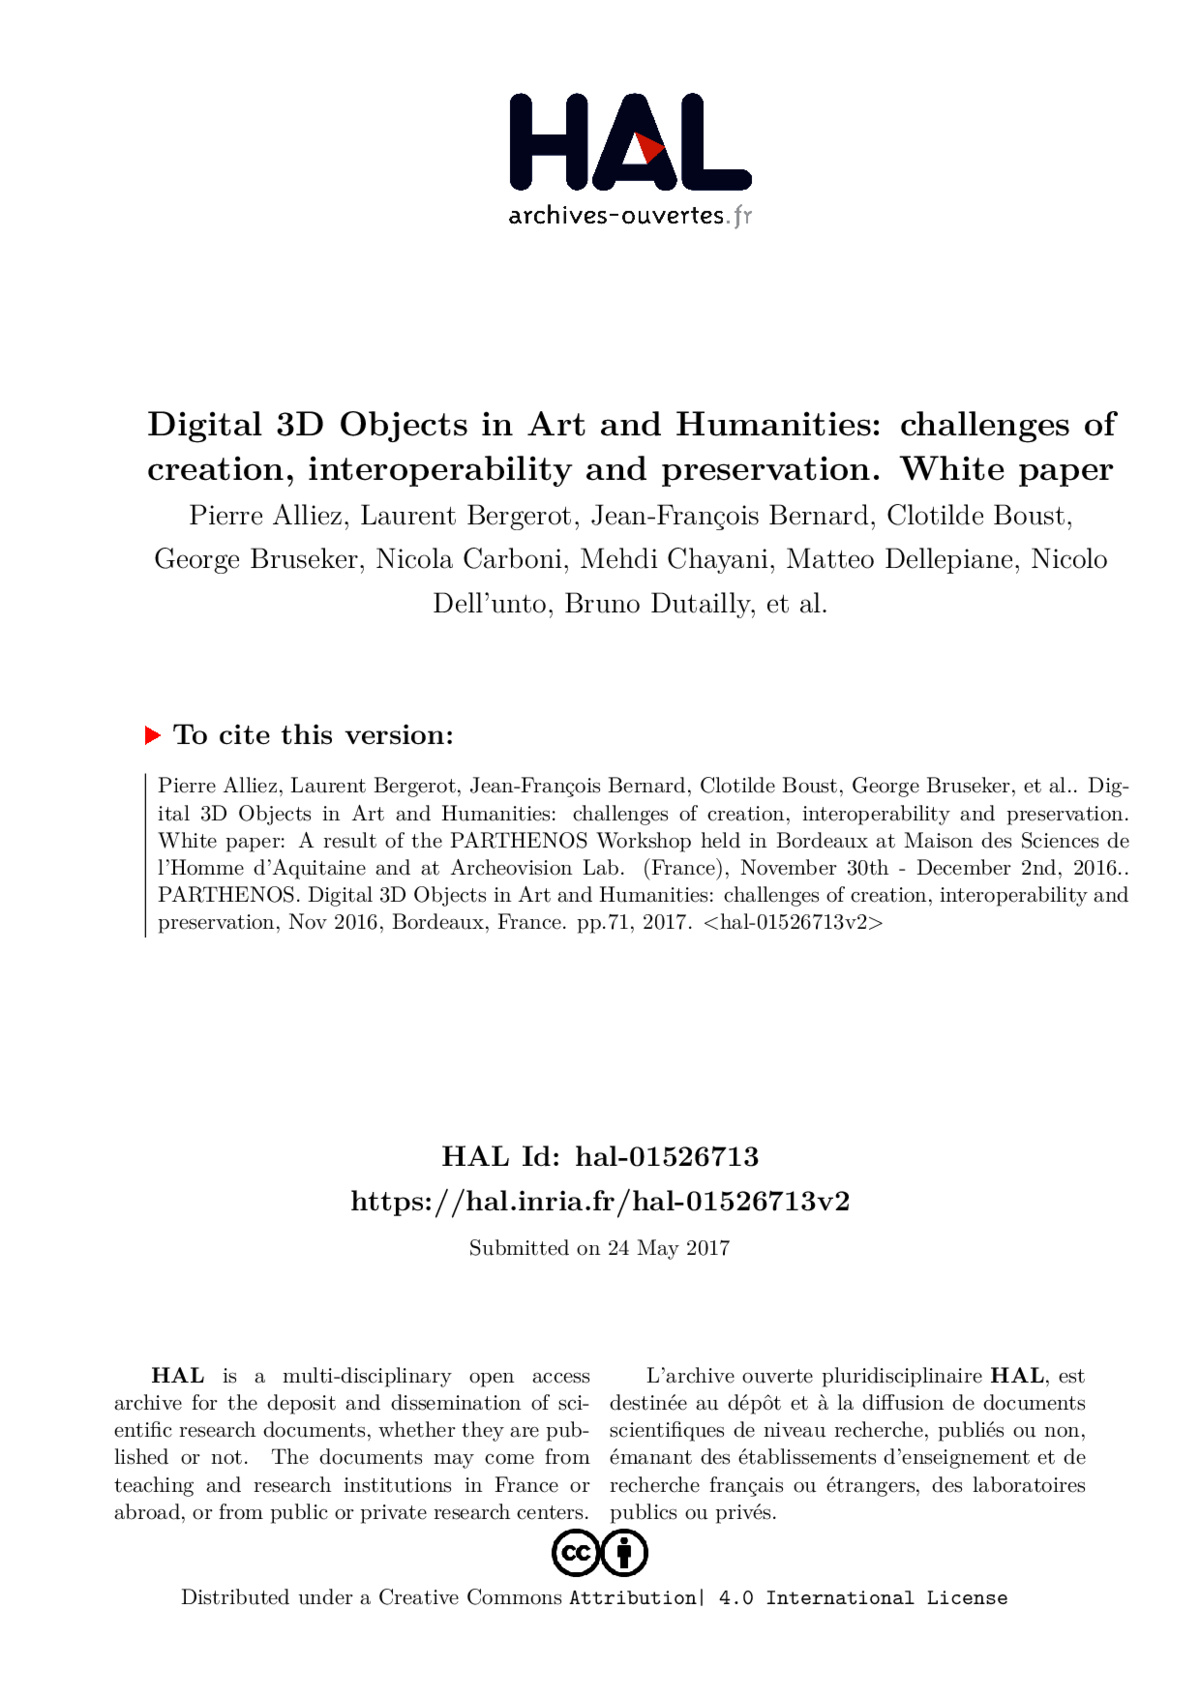 HAL
archives-ouvertes.fr
Digital 3D Objects in Art and Humanities: challenges of
creation, interoperability and preservation. White paper
Pierre Alliez, Laurent Bergerot, Jean-François Bernard, Clotilde Boust,
George Bruseker, Nicola Carboni, Mehdi Chayani, Matteo Dellepiane, Nicolo
Dell'unto, Bruno Dutailly, et al.
To cite this version:
Pierre Alliez, Laurent Bergerot, Jean-François Bernard, Clotilde Boust, George Bruseker, et al.. Dig-
ital 3D Objects in Art and Humanities: challenges of creation, interoperability and preservation.
White paper: A result of the PARTHENOS Workshop held in Bordeaux at Maison des Sciences de
l'Homme d'Aquitaine and at Archeovision Lab. (France), November 30th - December 2nd, 2016..
PARTHENOS. Digital 3D Objects in Art and Humanities: challenges of creation, interoperability and
preservation, Nov 2016, Bordeaux, France. pp.71, 2017. <hal-01526713v2>
HAL Id: hal-01526713
https://hal.inria.fr/hal-01526713v2
Submitted on 24 May 2017
HAL is a multi-disciplinary open access
archive for the deposit and dissemination of sci-
entific research documents, whether they are pub-
lished or not. The documents may come from
teaching and research institutions in France or
abroad, or from public or private research centers.
L'archive ouverte pluridisciplinaire HAL, est
destinée au dépôt et à la diffusion de documents
scientifiques de niveau recherche, publiés ou non,
émanant des établissements d'enseignement et de
recherche français ou étrangers, des laboratoires
publics ou privés.
cc
Distributed under a Creative Commons Attribution| 4.0 International License